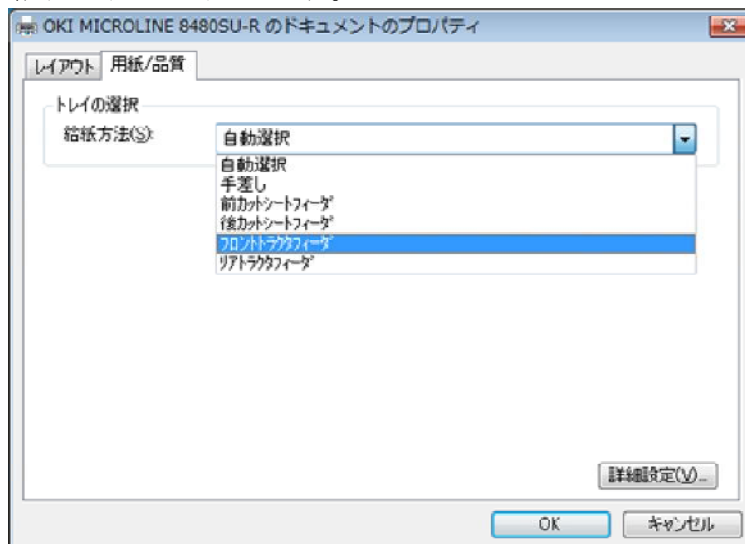 OKI MICROLINE 8480SU-R のドキュメントのプロパティ
レイアウト 用紙/品質
トレイの選択
給紙方法(S): 自動選択
自動選択
手差し
前カットシートフィーダ
後カットシートフィーダ
フロントトラクタフィーダ
リアトラクタフィーダ
詳細設定(V)...
OK キャンセル